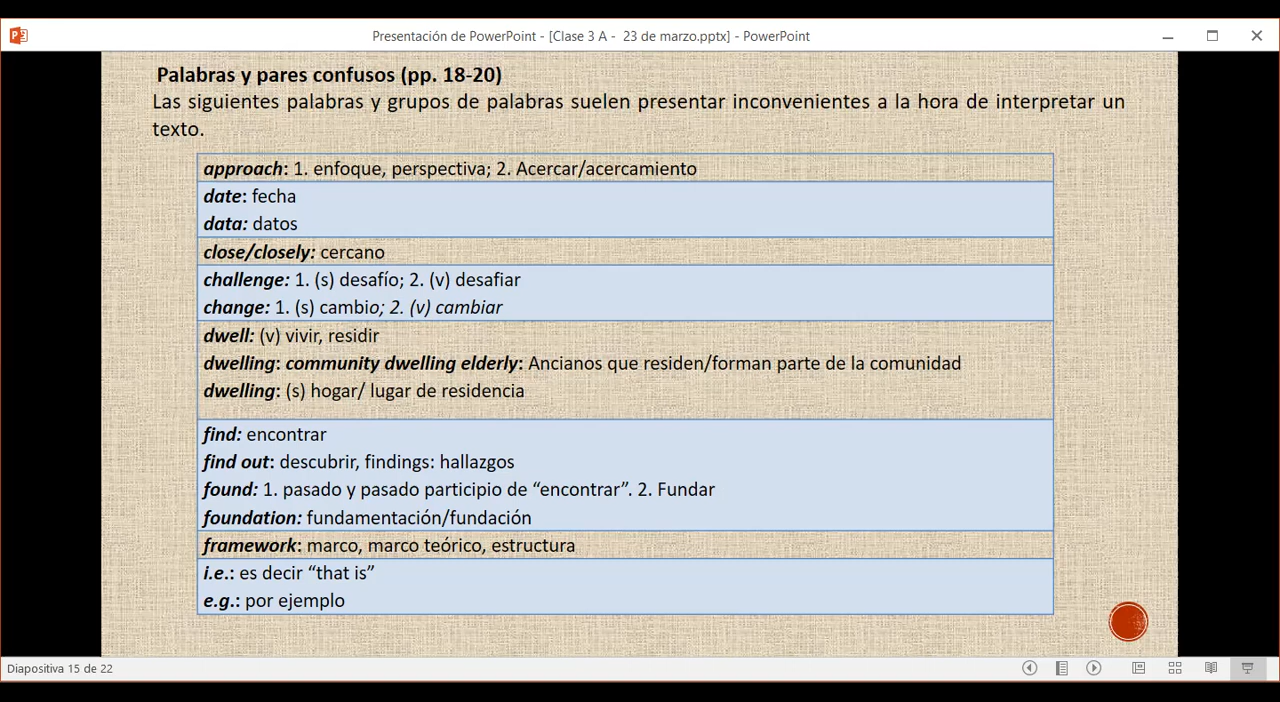 Presentación de PowerPoint - [Clase 3 A - 23 de marzo.pptx] - PowerPoint
Palabras y pares confusos (pp. 18-20)
Las siguientes palabras y grupos de palabras suelen presentar inconvenientes a la hora de interpretar un
texto.
approach: 1. enfoque, perspectiva; 2. Acercar/acercamiento
date: fecha
data: datos
close/closely: cercano
challenge: 1. (s) desafío; 2. (v) desafiar
change: 1. (s) cambio; 2. (v) cambiar
dwell: (v) vivir, residir
dwelling: community dwelling elderly: Ancianos que residen/forman parte de la comunidad
dwelling: (s) hogar/ lugar de residencia
find: encontrar
find out: descubrir, findings: hallazgos
found: 1. pasado y pasado participio de “encontrar”. 2. Fundar
foundation: fundamentación/fundación
framework: marco, marco teórico, estructura
i.e.: es decir “that is”
e.g.: por ejemplo
Diapositiva 15 de 22